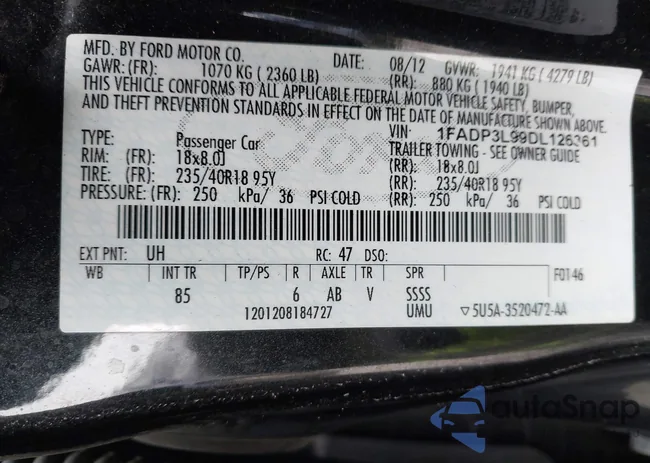 MFD. BY FORD MOTOR CO. DATE: 08/12 GVWR: 1941 KG ( 4279 LB)
GAWR: (FR): 1070 KG ( 2360 LB) (RR): 880 KG ( 1940 LB)
THIS VEHICLE CONFORMS TO ALL APPLICABLE FEDERAL MOTOR VEHICLE SAFETY, BUMPER,
AND THEFT PREVENTION STANDARDS IN EFFECT ON THE DATE OF MANUFACTURE SHOWN ABOVE.
VIN: 1FADP3L99DL126361
TYPE: Passenger Car TRAILER TOWING - SEE OWNER GUIDE
RIM: (FR): 18x8.0J (RR): 18x8.0J
TIRE: (FR): 235/40R18 95Y (RR): 235/40R18 95Y
PRESSURE: (FR): 250 kPa/ 36 PSI COLD (RR): 250 kPa/ 36 PSI COLD
EXT PNT: UH RC: 47 DSO:
WB INT TR TP/PS R AXLE TR SPR F0146
85 6 AB V SSSS
1201208184727 UMU ▽5U5A-3520472-AA
autoSnap